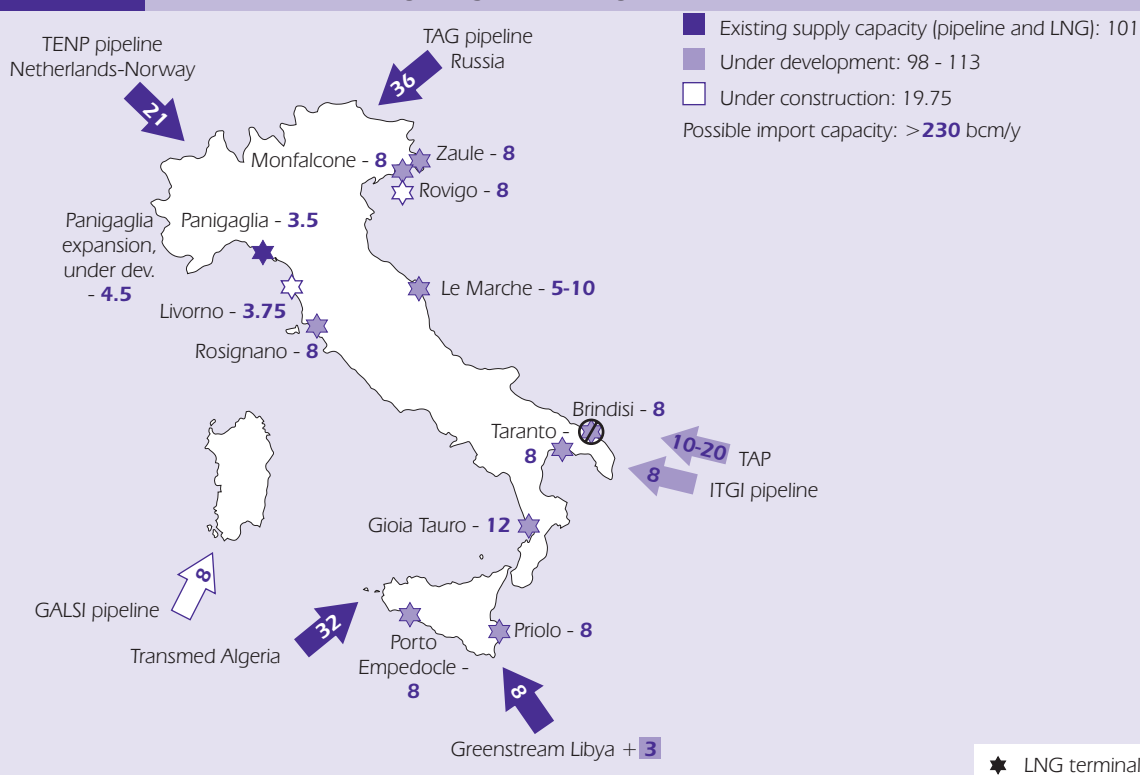 TENP pipeline
Netherlands-Norway
21
TAG pipeline
Russia
36
Existing supply capacity (pipeline and LNG): 101
Under development: 98 - 113
Under construction: 19.75
Possible import capacity: >230 bcm/y
Monfalcone - 8
Zaule - 8
Rovigo - 8
Panigaglia
expansion,
under dev.
- 4.5
Panigaglia - 3.5
Livorno - 3.75
Rosignano - 8
Le Marche - 5-10
Brindisi - 8
Taranto -
8
10-20
TAP
8
ITGI pipeline
Gioia Tauro - 12
8
GALSI pipeline
32
Transmed Algeria
Porto
Empedocle -
8
Priolo - 8
8
Greenstream Libya + 3
LNG terminal